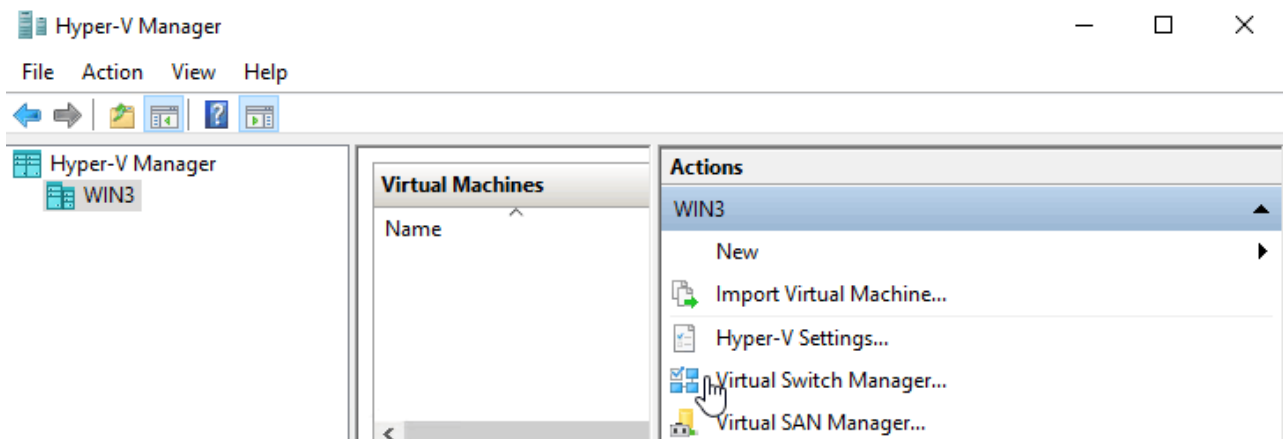 Hyper-V Manager
File Action View Help
Hyper-V Manager
WIN3
Virtual Machines
Name
Actions
WIN3
New
Import Virtual Machine...
Hyper-V Settings...
Virtual Switch Manager...
Virtual SAN Manager...